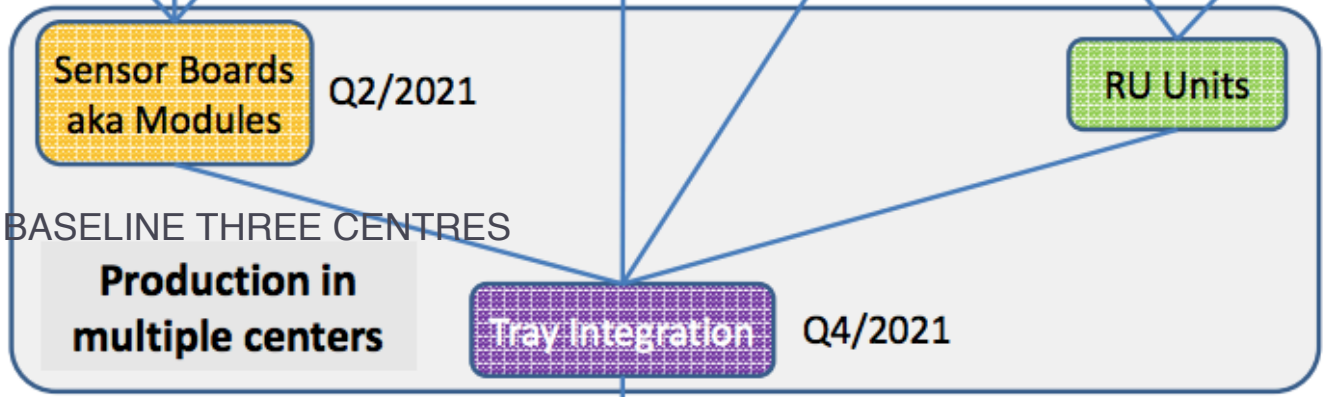 Sensor Boards
aka Modules
Q2/2021
RU Units
BASELINE THREE CENTRES
Production in
multiple centers
Tray Integration
Q4/2021